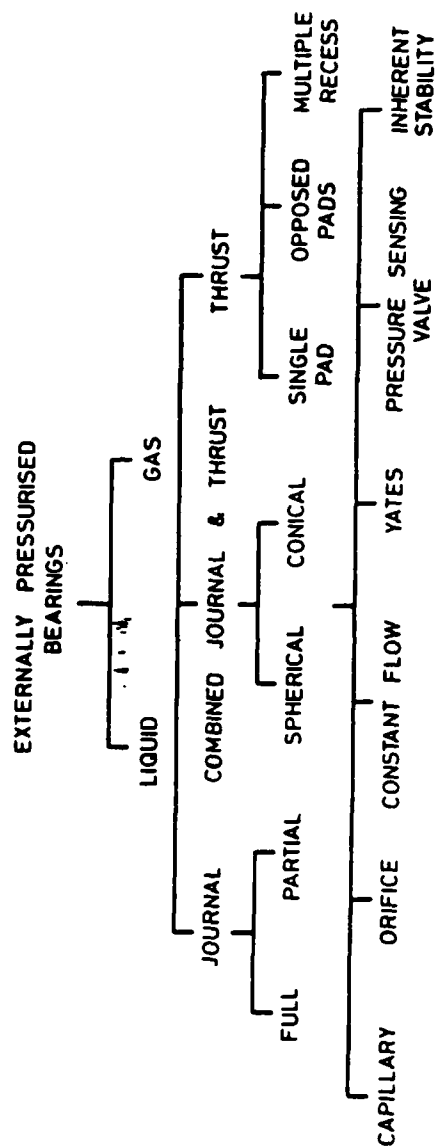 EXTERNALLY PRESSURISED
BEARINGS
LIQUID
GAS
JOURNAL
COMBINED JOURNAL & THRUST
THRUST
FULL
PARTIAL
SPHERICAL
CONICAL
SINGLE
PAD
OPPOSED
PADS
MULTIPLE
RECESS
CAPILLARY
ORIFICE
CONSTANT FLOW
YATES
PRESSURE SENSING
VALVE
INHERENT
STABILITY